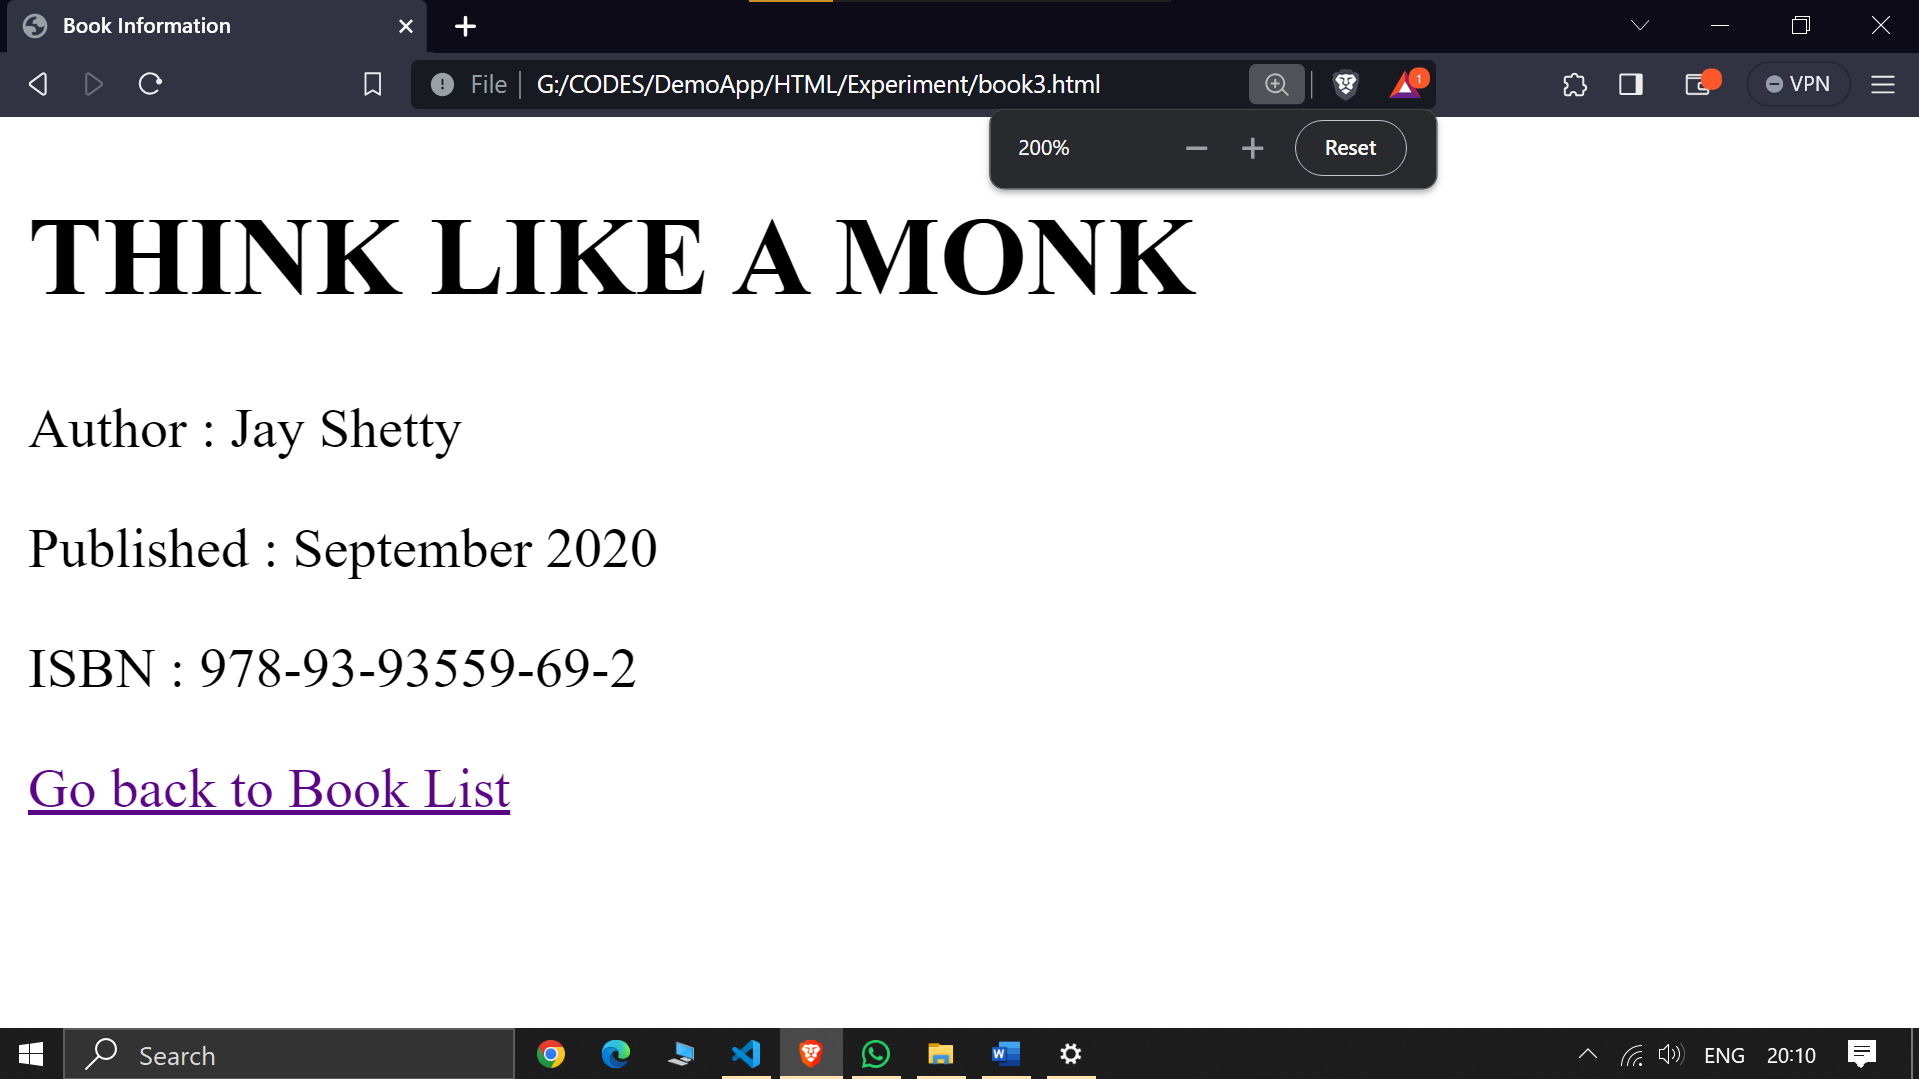 Book Information
File G:/CODES/DemoApp/HTML/Experiment/book3.html 1 VPN
200% Reset
THINK LIKE A MONK
Author : Jay Shetty
Published : September 2020
ISBN : 978-93-93559-69-2
Go back to Book List
Search W ENG 20:10